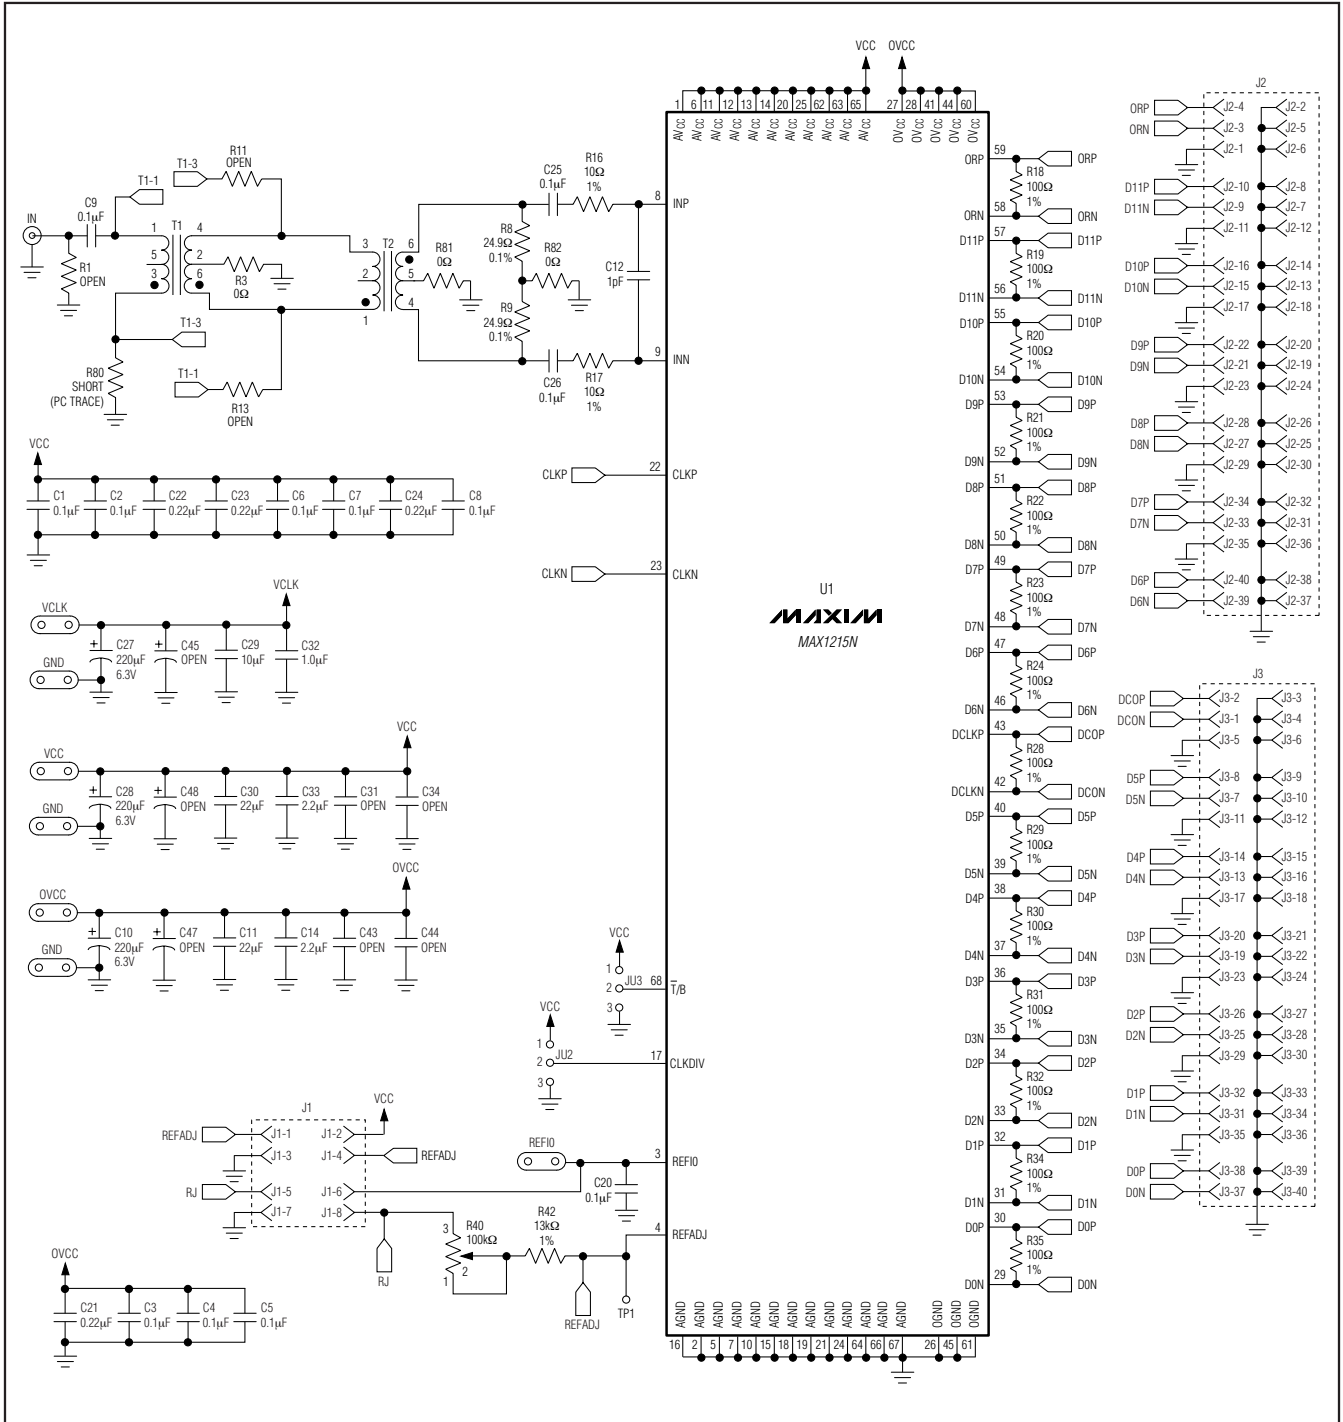 VCC OVCC
1 6 11 12 13 14 20 25 62 63 65 27 28 41 44 60
AVCC AVCC AVCC AVCC AVCC AVCC AVCC AVCC AVCC AVCC AVCC OVCC OVCC OVCC OVCC OVCC
IN
R1
OPEN
C9
0.1µF
T1-1
T1-3
R11
OPEN
T1
1
5
3
4
2
6
R3
0Ω
T1-3
R80
SHORT
(PC TRACE)
T1-1
R13
OPEN
T2
3
2
1
6
5
4
R81
0Ω
R8
24.9Ω
0.1%
R82
0Ω
R9
24.9Ω
0.1%
C25
0.1µF
R16
10Ω
1%
C12
1pF
C26
0.1µF
R17
10Ω
1%
8 INP
9 INN
VCC
C1
0.1µF
C2
0.1µF
C22
0.22µF
C23
0.22µF
C6
0.1µF
C7
0.1µF
C24
0.22µF
C8
0.1µF
CLKP 22 CLKP
CLKN 23 CLKN
U1
MAXIM
MAX1215N
VCLK
VCLK
GND
+
C27
220µF
6.3V
+
C45
OPEN
C29
10µF
C32
1.0µF
VCC
VCC
GND
+
C28
220µF
6.3V
+
C48
OPEN
C30
22µF
C33
2.2µF
C31
OPEN
C34
OPEN
OVCC
OVCC
GND
+
C10
220µF
6.3V
+
C47
OPEN
C11
22µF
C14
2.2µF
C43
OPEN
C44
OPEN
VCC
1
2 JU3 68 T/B
3
VCC
1
2 JU2 17 CLKDIV
3
J1
VCC
REFADJ J1-1 J1-2
J1-3 J1-4 REFADJ
RJ J1-5 J1-6
J1-7 J1-8
RJ
REFIO
3 REFIO
C20
0.1µF
3
R40
100kΩ
2
1
R42
13kΩ
1%
4 REFADJ
REFADJ
TP1
OVCC
C21
0.22µF
C3
0.1µF
C4
0.1µF
C5
0.1µF
AGND AGND AGND AGND AGND AGND AGND AGND AGND AGND AGND AGND AGND OGND OGND OGND
16 2 5 7 10 15 18 19 21 24 64 66 67 26 45 61
ORP 59 ORP
R18
100Ω
1%
ORN 58 ORN
D11P 57 D11P
R19
100Ω
1%
D11N 56 D11N
D10P 55 D10P
R20
100Ω
1%
D10N 54 D10N
D9P 53 D9P
R21
100Ω
1%
D9N 52 D9N
D8P 51 D8P
R22
100Ω
1%
D8N 50 D8N
D7P 49 D7P
R23
100Ω
1%
D7N 48 D7N
D6P 47 D6P
R24
100Ω
1%
D6N 46 D6N
DCLKP 43 DCOP
R28
100Ω
1%
DCLKN 42 DCON
D5P 40 D5P
R29
100Ω
1%
D5N 39 D5N
D4P 38 D4P
R30
100Ω
1%
D4N 37 D4N
D3P 36 D3P
R31
100Ω
1%
D3N 35 D3N
D2P 34 D2P
R32
100Ω
1%
D2N 33 D2N
D1P 32 D1P
R34
100Ω
1%
D1N 31 D1N
D0P 30 D0P
R35
100Ω
1%
D0N 29 D0N
J2
ORP J2-4 J2-2
ORN J2-3 J2-5
J2-1 J2-6
D11P J2-10 J2-8
D11N J2-9 J2-7
J2-11 J2-12
D10P J2-16 J2-14
D10N J2-15 J2-13
J2-17 J2-18
D9P J2-22 J2-20
D9N J2-21 J2-19
J2-23 J2-24
D8P J2-28 J2-26
D8N J2-27 J2-25
J2-29 J2-30
D7P J2-34 J2-32
D7N J2-33 J2-31
J2-35 J2-36
D6P J2-40 J2-38
D6N J2-39 J2-37
J3
DCOP J3-2 J3-3
DCON J3-1 J3-4
J3-5 J3-6
D5P J3-8 J3-9
D5N J3-7 J3-10
J3-11 J3-12
D4P J3-14 J3-15
D4N J3-13 J3-16
J3-17 J3-18
D3P J3-20 J3-21
D3N J3-19 J3-22
J3-23 J3-24
D2P J3-26 J3-27
D2N J3-25 J3-28
J3-29 J3-30
D1P J3-32 J3-33
D1N J3-31 J3-34
J3-35 J3-36
D0P J3-38 J3-39
D0N J3-37 J3-40